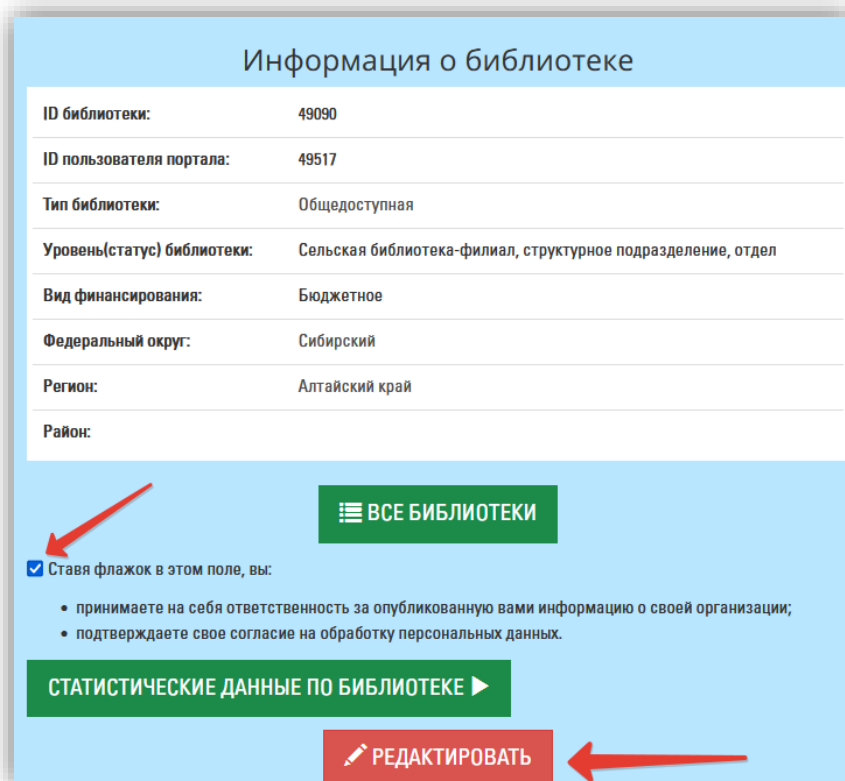 Информация о библиотеке
ID библиотеки: 49090
ID пользователя портала: 49517
Тип библиотеки: Общедоступная
Уровень(статус) библиотеки: Сельская библиотека-филиал, структурное подразделение, отдел
Вид финансирования: Бюджетное
Федеральный округ: Сибирский
Регион: Алтайский край
Район:
ВСЕ БИБЛИОТЕКИ
Ставя флажок в этом поле, вы:
• принимаете на себя ответственность за опубликованную вами информацию о своей организации;
• подтверждаете свое согласие на обработку персональных данных.
СТАТИСТИЧЕСКИЕ ДАННЫЕ ПО БИБЛИОТЕКЕ ▶
РЕДАКТИРОВАТЬ